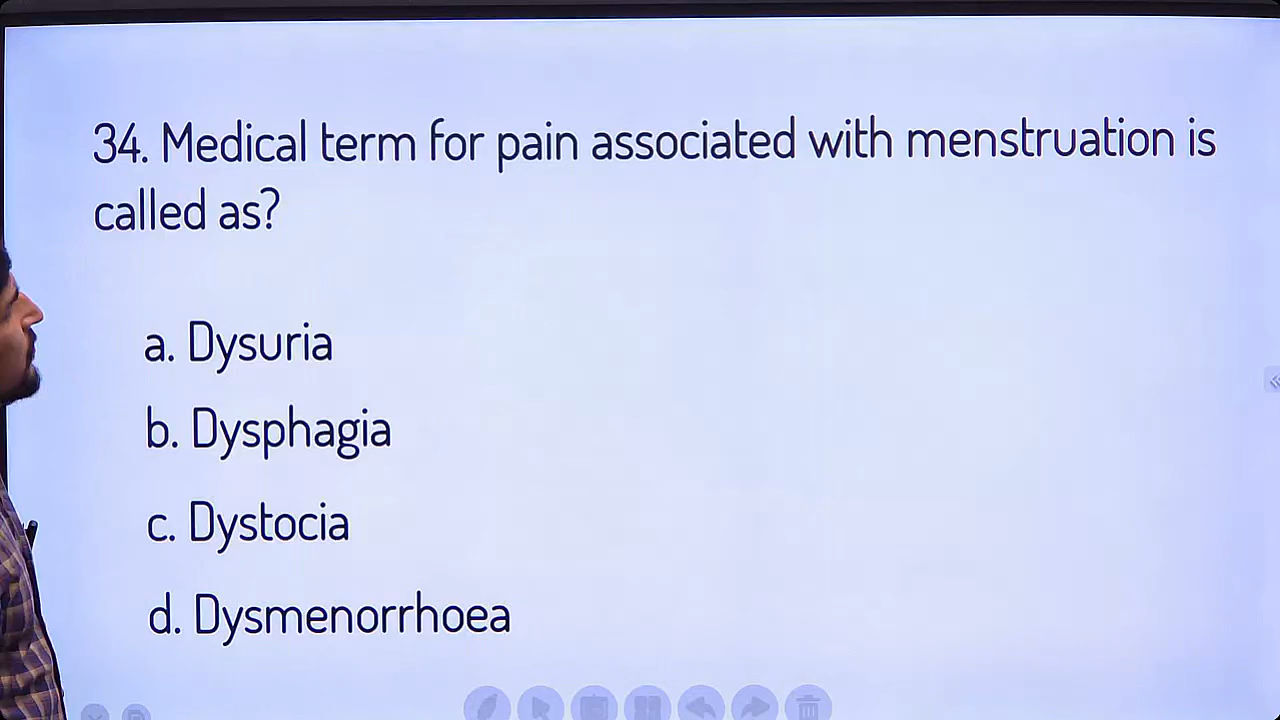 34. Medical term for pain associated with menstruation is
called as?
a. Dysuria
b. Dysphagia
c. Dystocia
d. Dysmenorrhoea